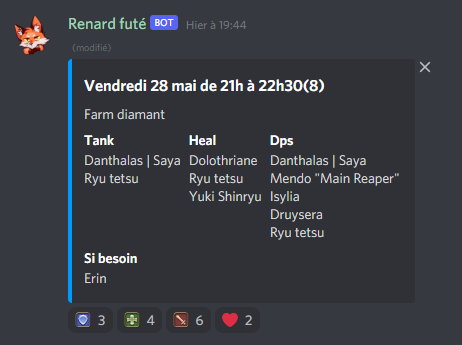 Renard futé BOT Hier à 19:44
(modifié)
Vendredi 28 mai de 21h à 22h30(8)
Farm diamant
Tank Heal Dps
Danthalas | Saya Dolothriane Danthalas | Saya
Ryu tetsu Ryu tetsu Mendo "Main Reaper"
Yuki Shinryu Isylia
Druysera
Ryu tetsu
Si besoin
Erin
3 4 6 2